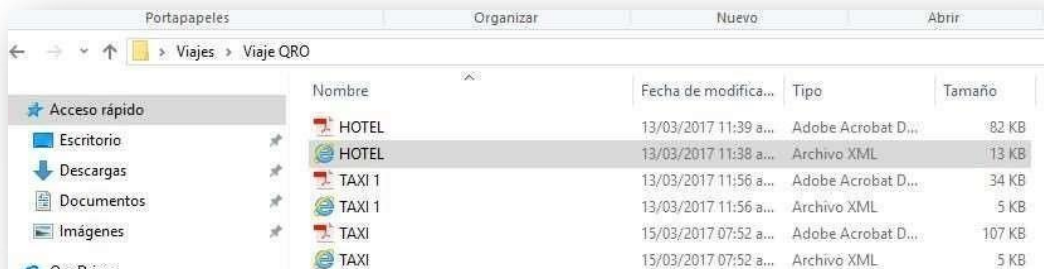 Portapapeles Organizar Nuevo Abrir
Viajes > Viaje QRO
Nombre Fecha de modifica... Tipo Tamaño
Acceso rápido
HOTEL 13/03/2017 11:39 a... Adobe Acrobat D... 82 KB
Escritorio
HOTEL 13/03/2017 11:38 a... Archivo XML 13 KB
Descargas
TAXI 1 13/03/2017 11:56 a... Adobe Acrobat D... 34 KB
Documentos
TAXI 1 13/03/2017 11:56 a... Archivo XML 5 KB
Imágenes
TAXI 15/03/2017 07:52 a... Adobe Acrobat D... 107 KB
TAXI 15/03/2017 07:52 a... Archivo XML 5 KB